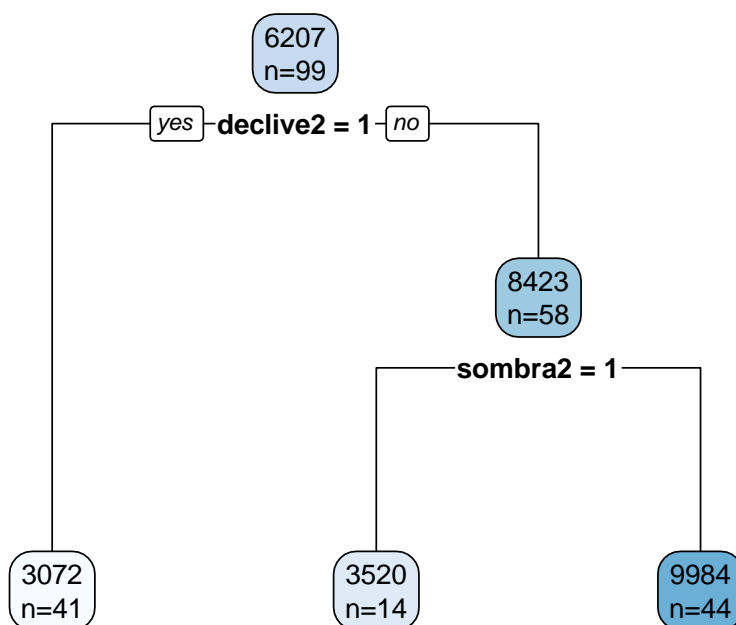 6207
n=99
yes declive2 = 1 no
8423
n=58
sombra2 = 1
3072
n=41
3520
n=14
9984
n=44